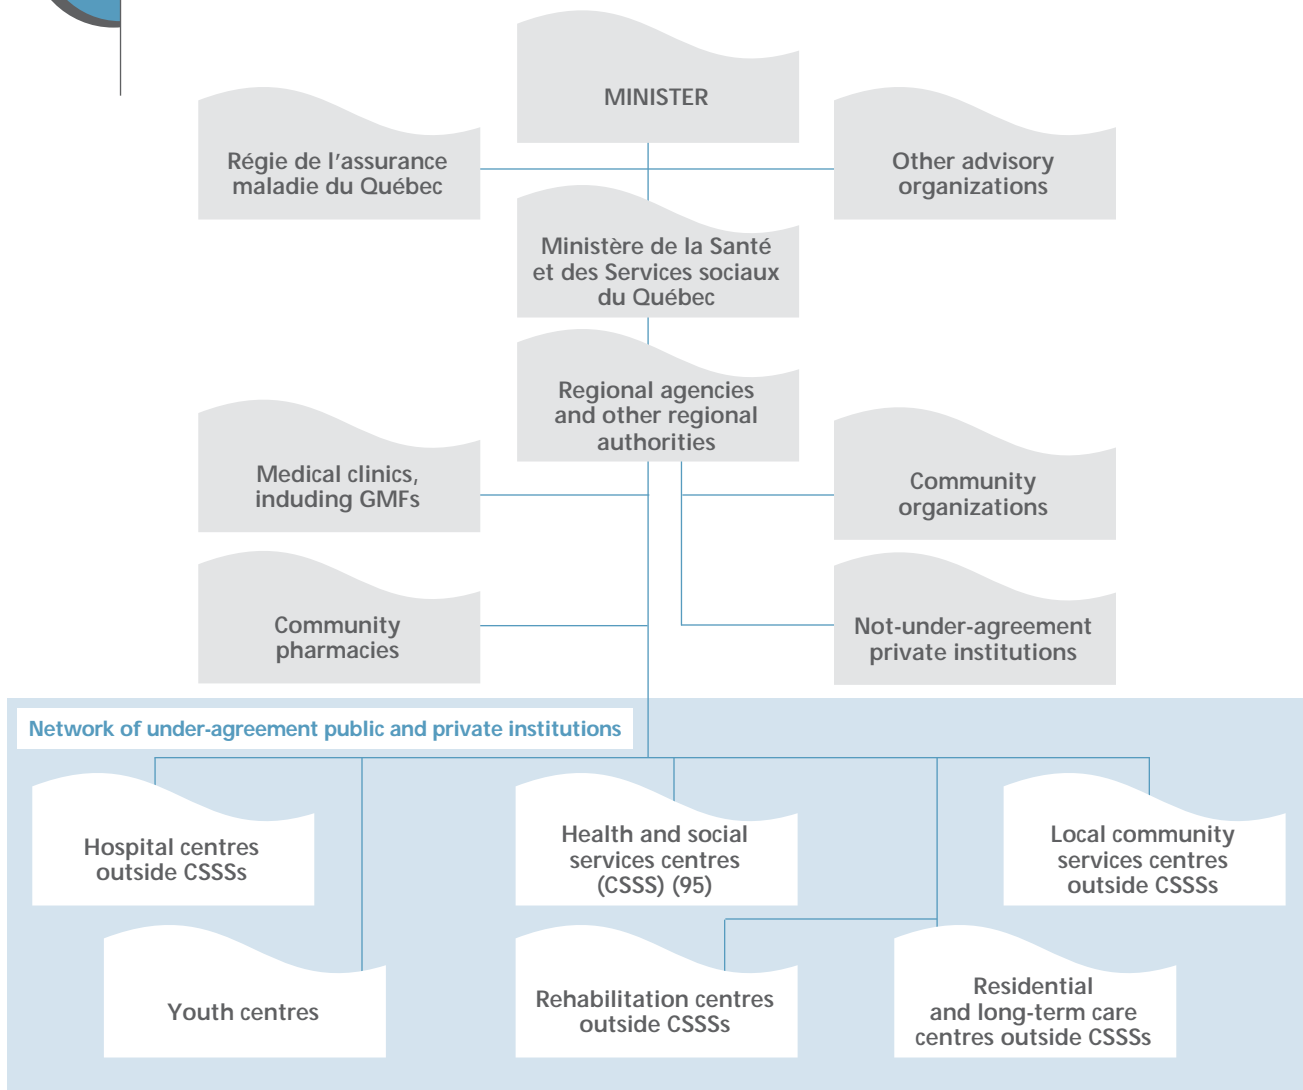 MINISTER
Régie de l'assurance
maladie du Québec
Other advisory
organizations
Ministère de la Santé
et des Services sociaux
du Québec
Regional agencies
and other regional
authorities
Medical clinics,
induding GMFs
Community
organizations
Community
pharmacies
Not-under-agreement
private institutions
Network of under-agreement public and private institutions
Hospital centres
outside CSSSs
Health and social
services centres
(CSSS) (95)
Local community
services centres
outside CSSSs
Youth centres
Rehabilitation centres
outside CSSSs
Residential
and long-term care
centres outside CSSSs